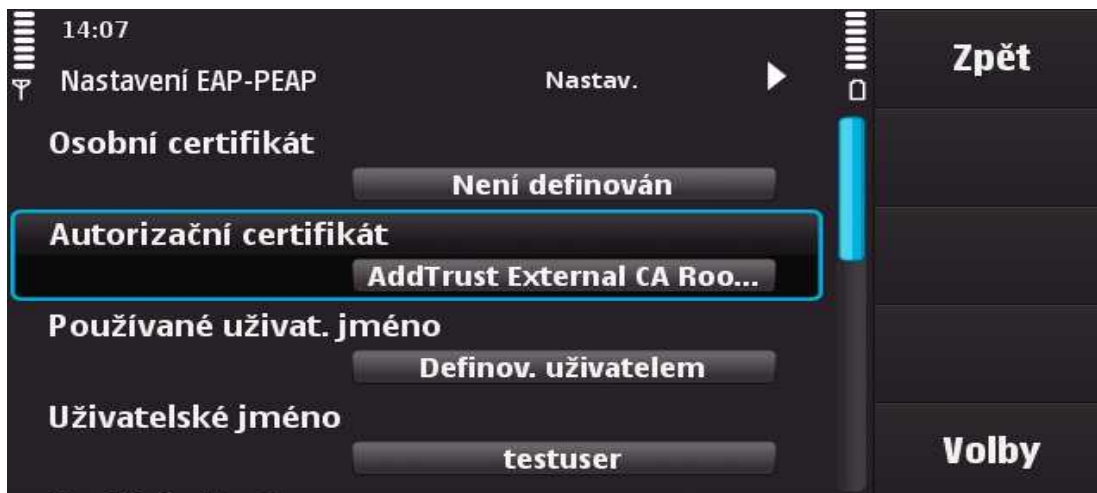 14:07
Zpět
Nastavení EAP-PEAP
Nastav.
Osobní certifikát
Není definován
Autorizační certifikát
AddTrust External CA Roo...
Používané uživat. jméno
Definov. uživatelem
Uživatelské jméno
testuser
Volby